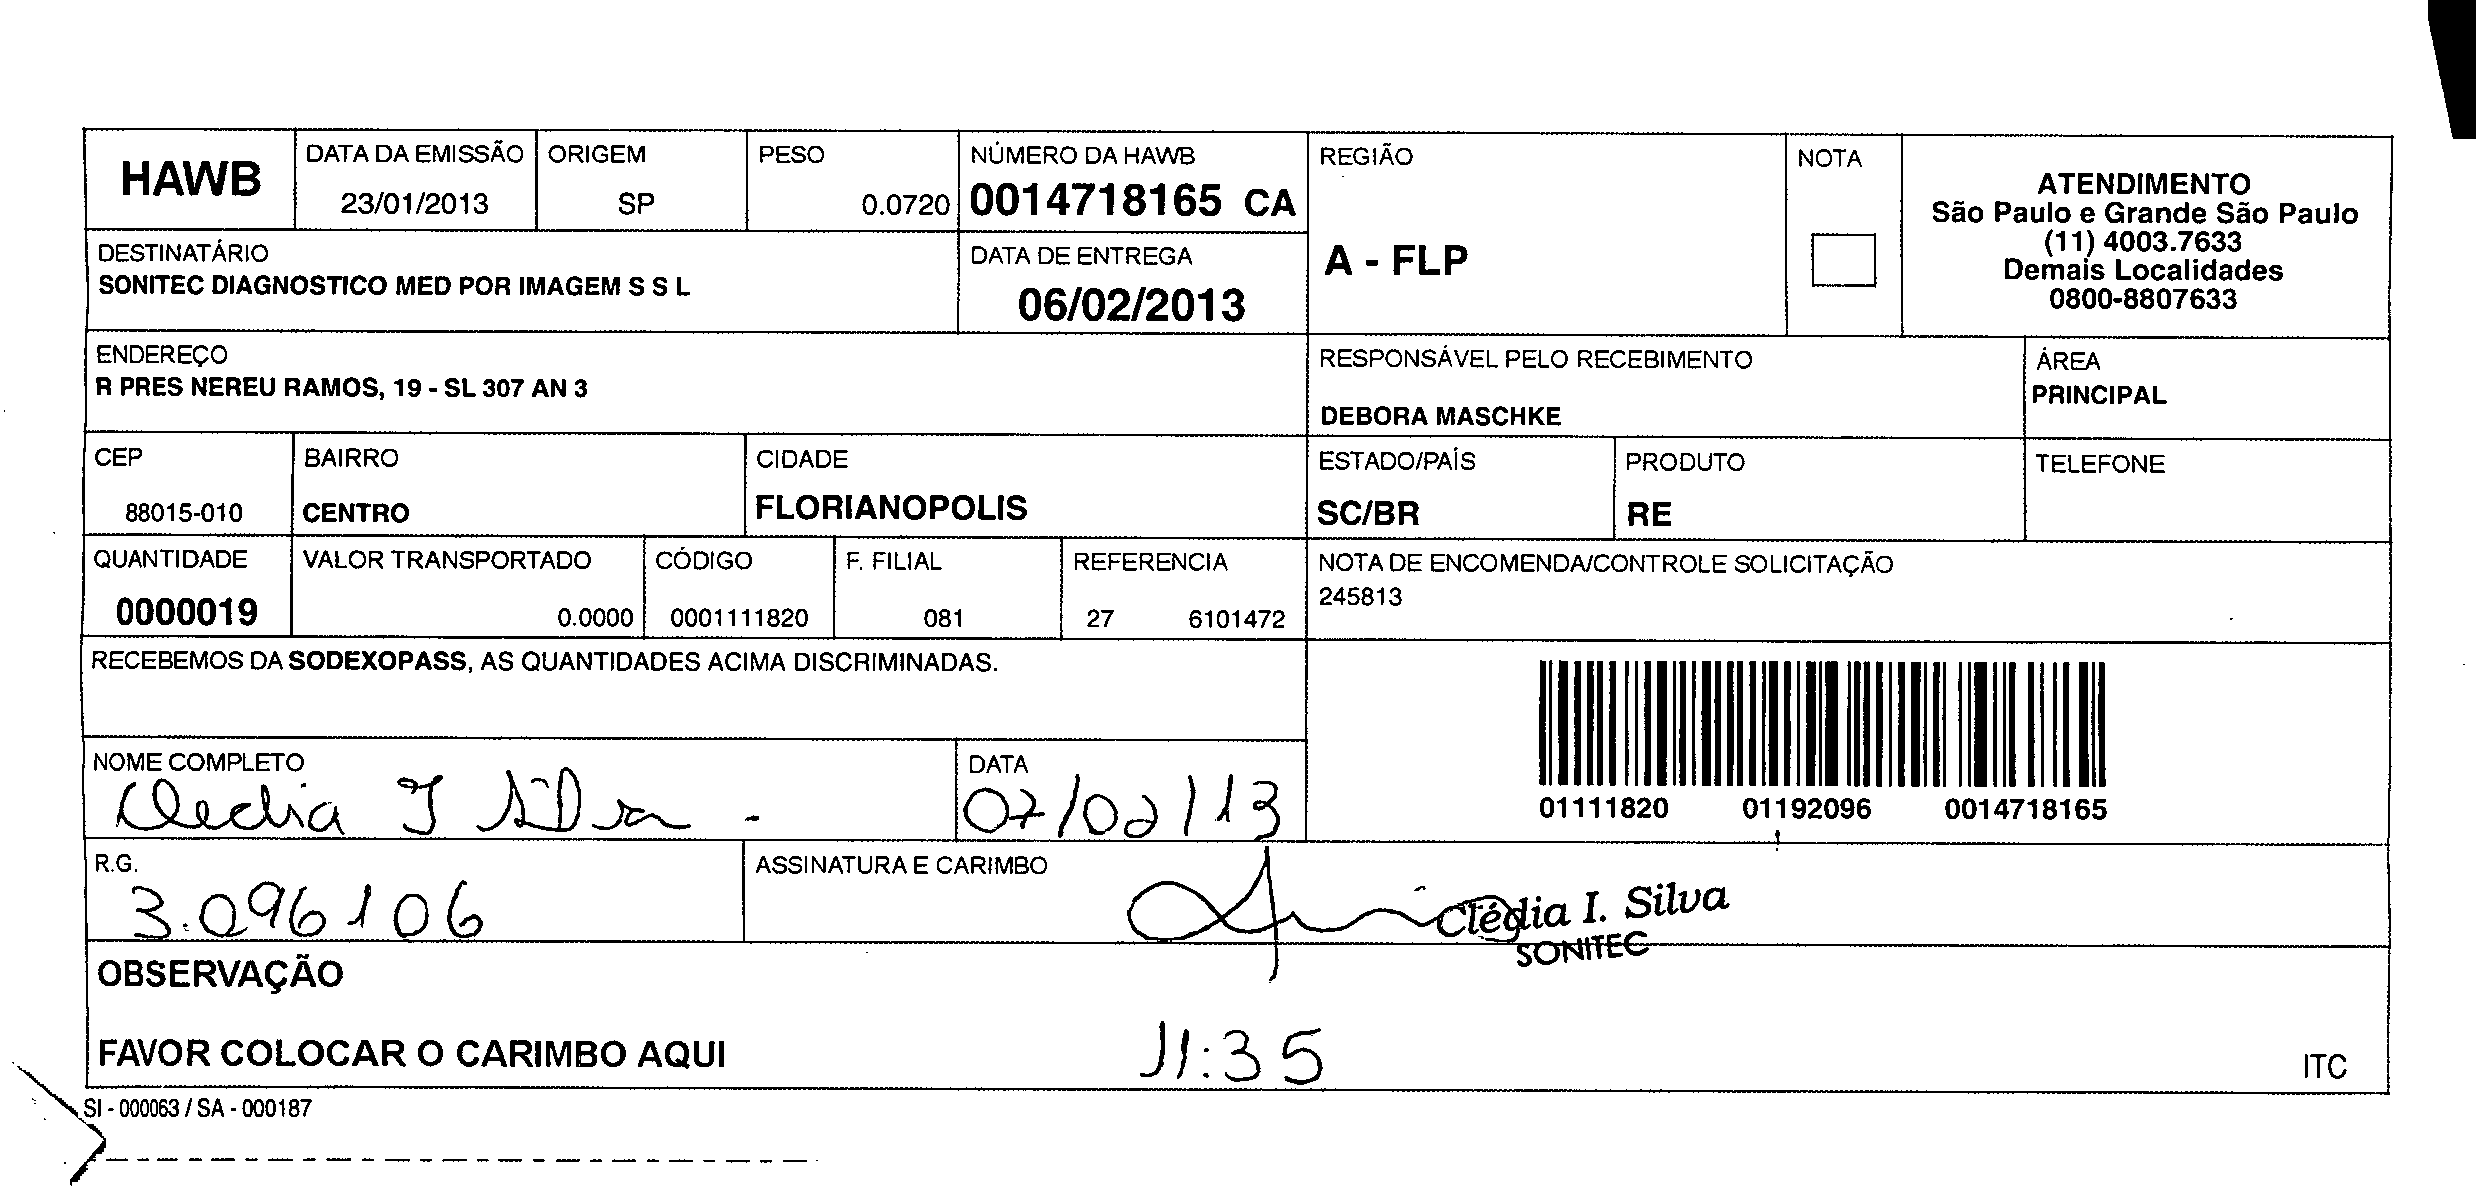 HAWB
DATA DA EMISSÃO
23/01/2013
ORIGEM
SP
PESO
0.0720
NÚMERO DA HAWB
0014718165 CA
REGIÃO
A - FLP
NOTA
ATENDIMENTO
São Paulo e Grande São Paulo
(11) 4003.7633
Demais Localidades
0800-8807633
DESTINATÁRIO
SONITEC DIAGNOSTICO MED POR IMAGEM S S L
DATA DE ENTREGA
06/02/2013
ENDEREÇO
R PRES NEREU RAMOS, 19 - SL 307 AN 3
RESPONSÁVEL PELO RECEBIMENTO
DEBORA MASCHKE
ÁREA
PRINCIPAL
CEP
88015-010
BAIRRO
CENTRO
CIDADE
FLORIANOPOLIS
ESTADO/PAÍS
SC/BR
PRODUTO
RE
TELEFONE
QUANTIDADE
0000019
VALOR TRANSPORTADO
0.0000
CÓDIGO
0001111820
F. FILIAL
081
REFERENCIA
27 6101472
NOTA DE ENCOMENDA/CONTROLE SOLICITAÇÃO
245813
RECEBEMOS DA SODEXOPASS, AS QUANTIDADES ACIMA DISCRIMINADAS.
01111820 01192096 0014718165
NOME COMPLETO
Cledia I Silva -
DATA
07/02/13
R.G.
3.096106
ASSINATURA E CARIMBO
Clédia I. Silva
SONITEC
OBSERVAÇÃO
FAVOR COLOCAR O CARIMBO AQUI
11:35
ITC
SI - 000063 / SA - 000187